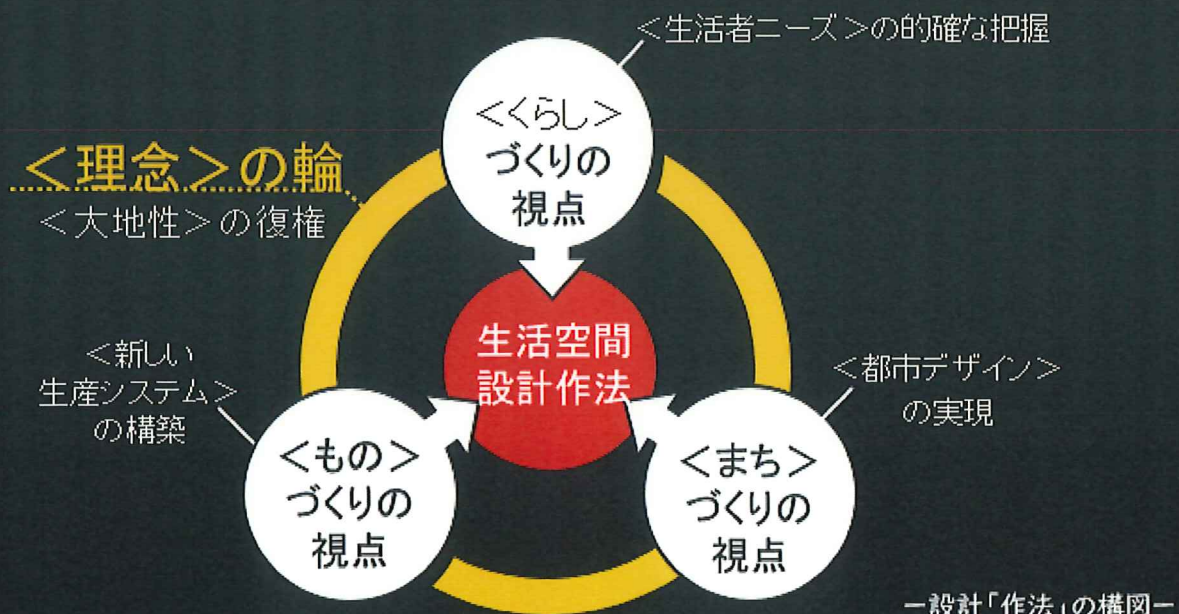 ＜生活者ニーズ＞の的確な把握
＜くらし＞
づくりの
視点
＜理念＞の輪
＜大地性＞の復権
生活空間
設計作法
＜新しい
生産システム＞
の構築
＜もの＞
づくりの
視点
＜都市デザイン＞
の実現
＜まち＞
づくりの
視点
－設計「作法」の構図－